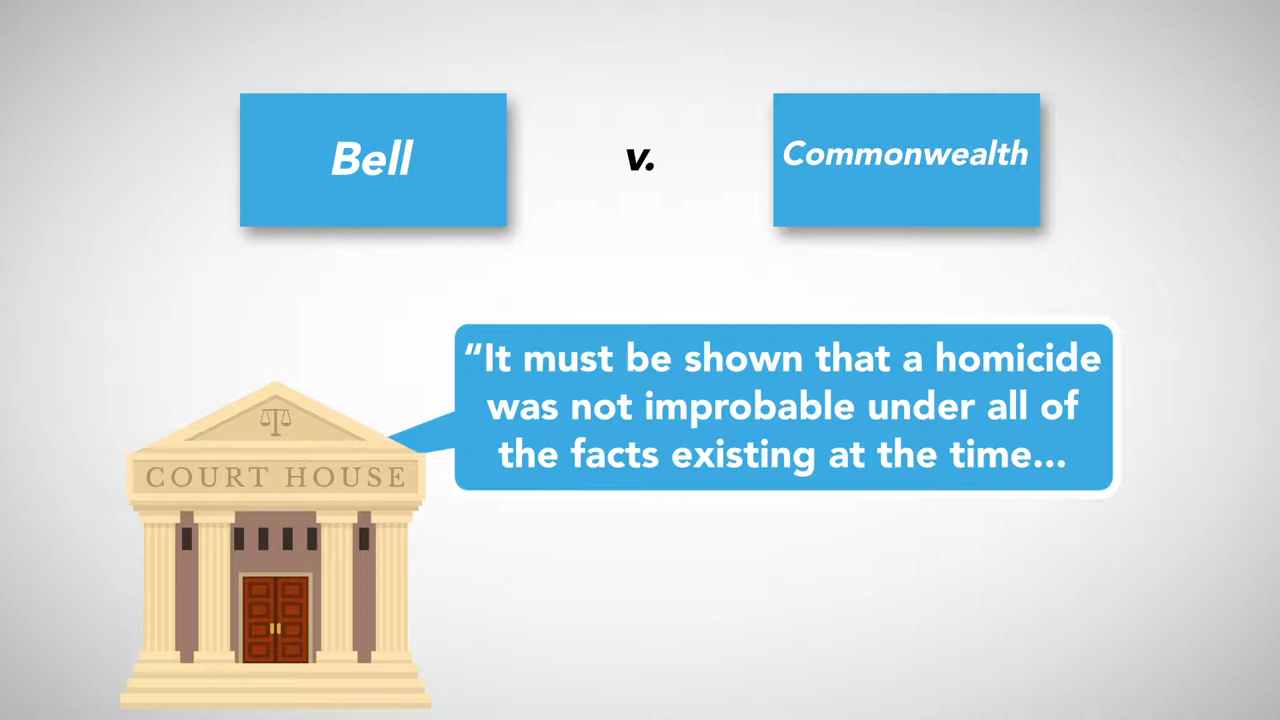 Bell
v.
Commonwealth
“It must be shown that a homicide
was not improbable under all of
the facts existing at the time...
COURT HOUSE